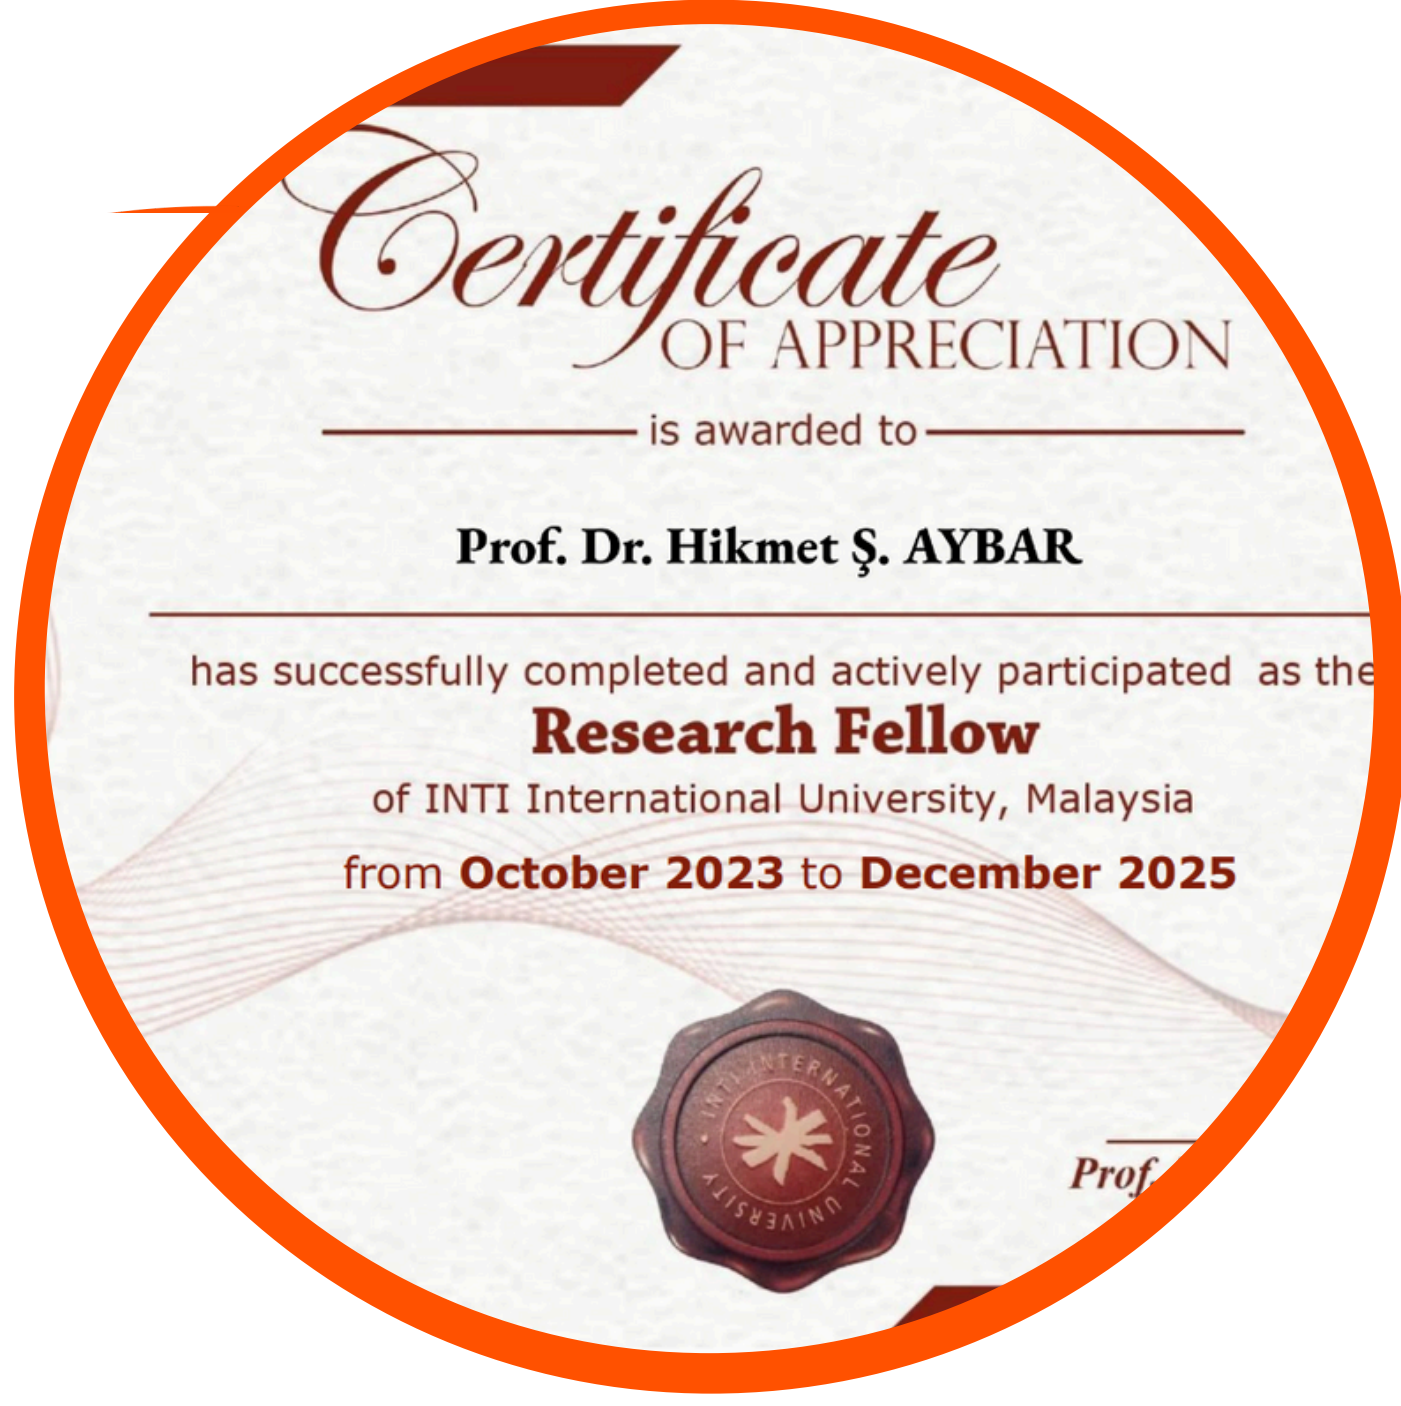 Certificate
OF APPRECIATION
is awarded to
Prof. Dr. Hikmet Ş. AYBAR
has successfully completed and actively participated as the
Research Fellow
of INTI International University, Malaysia
from October 2023 to December 2025
• INTI INTERNATIONAL UNIVERSITY
Prof.